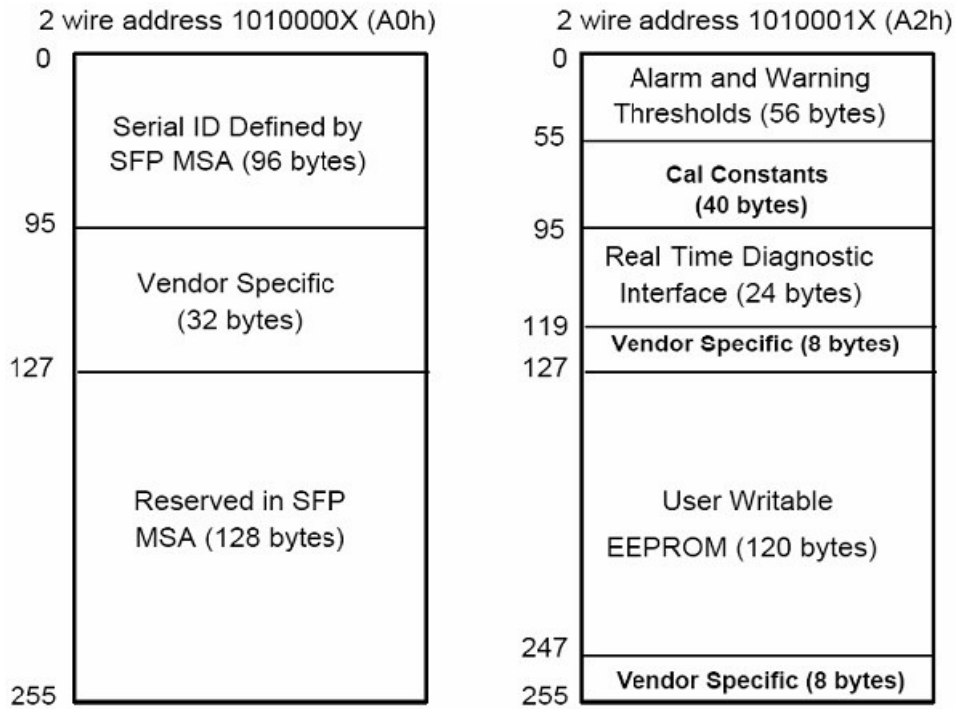 2 wire address 1010000X (A0h)
0
Serial ID Defined by
SFP MSA (96 bytes)
95
Vendor Specific
(32 bytes)
127
Reserved in SFP
MSA (128 bytes)
255
2 wire address 1010001X (A2h)
0
Alarm and Warning
Thresholds (56 bytes)
55
Cal Constants
(40 bytes)
95
Real Time Diagnostic
Interface (24 bytes)
119
Vendor Specific (8 bytes)
127
User Writable
EEPROM (120 bytes)
247
Vendor Specific (8 bytes)
255